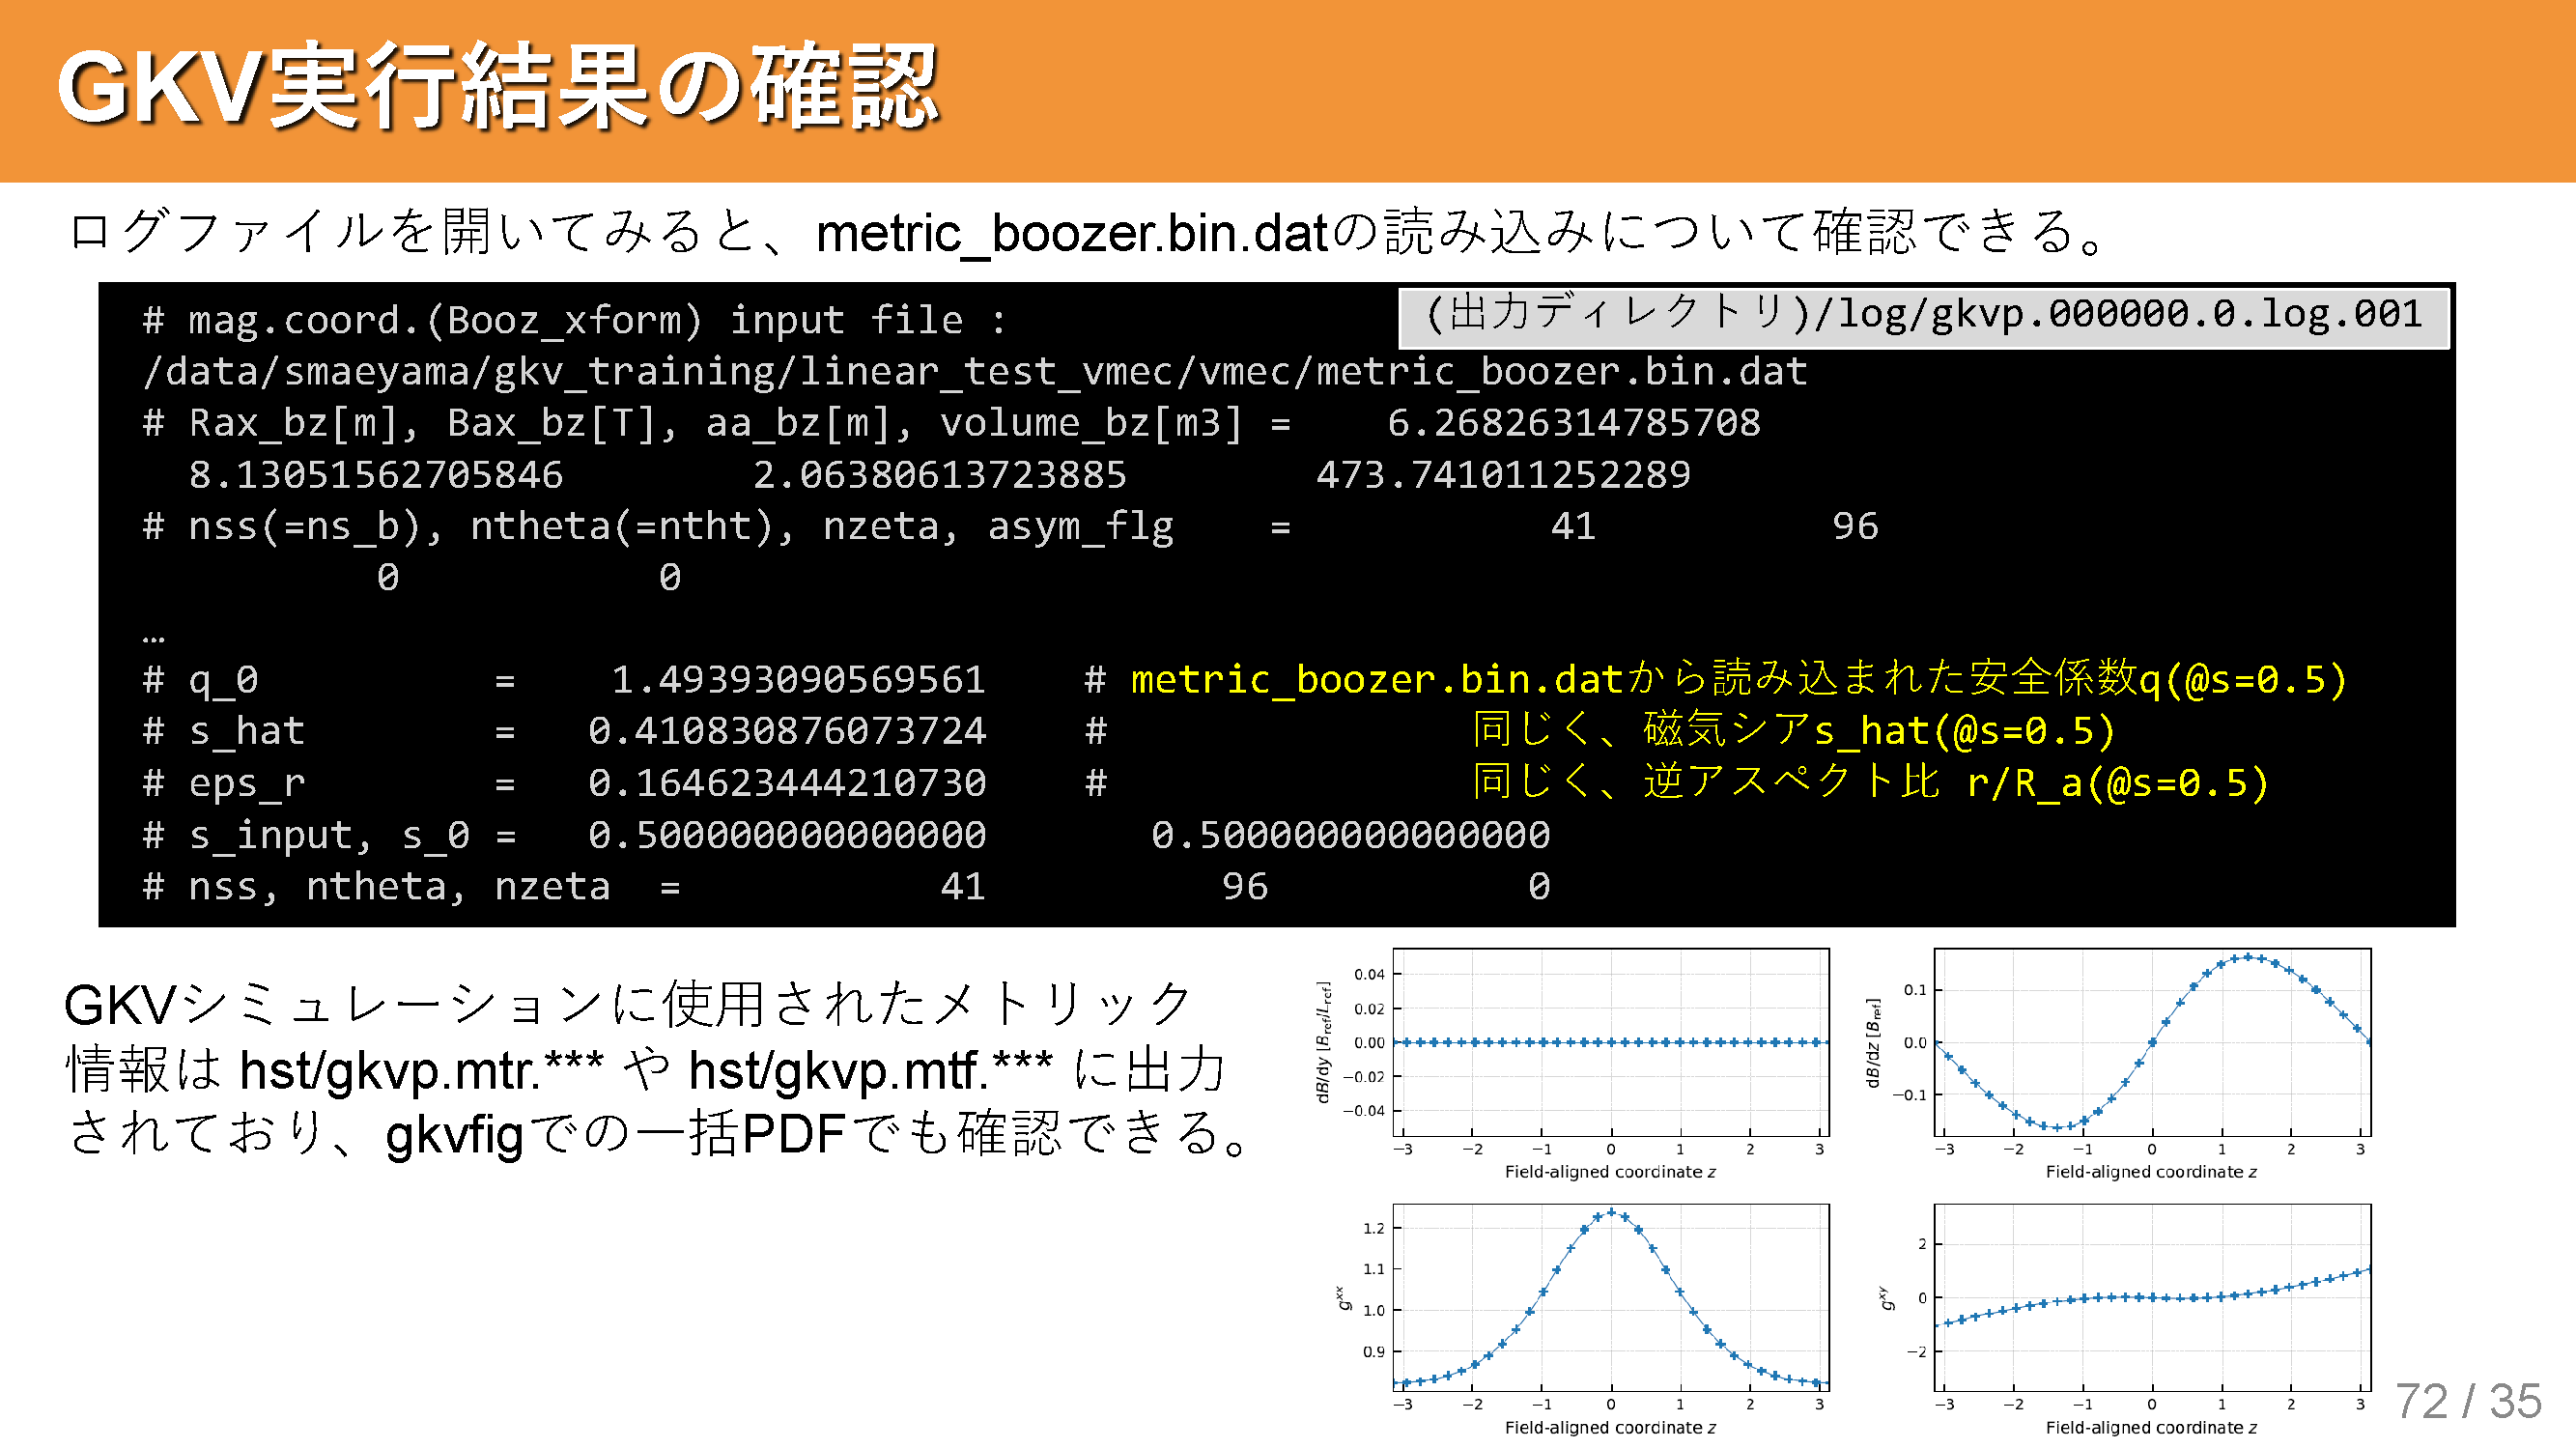 GKV実行結果の確認
ログファイルを開いてみると、metric_boozer.bin.datの読み込みについて確認できる。
(出力ディレクトリ)/log/gkvp.000000.0.log.001
# mag.coord.(Booz_xform) input file :
/data/smaeyama/gkv_training/linear_test_vmec/vmec/metric_boozer.bin.dat
# Rax_bz[m], Bax_bz[T], aa_bz[m], volume_bz[m3] = 6.26826314785708
8.13051562705846 2.06380613723885 473.741011252289
# nss(=ns_b), ntheta(=ntht), nzeta, asym_flg = 41 96
0 0
…
# q_0 = 1.49393090569561 # metric_boozer.bin.datから読み込まれた安全係数q(@s=0.5)
# s_hat = 0.410830876073724 # 同じく、磁気シアs_hat(@s=0.5)
# eps_r = 0.164623444210730 # 同じく、逆アスペクト比 r/R_a(@s=0.5)
# s_input, s_0 = 0.500000000000000 0.500000000000000
# nss, ntheta, nzeta = 41 96 0
GKVシミュレーションに使用されたメトリック
情報は hst/gkvp.mtr.*** や hst/gkvp.mtf.*** に出力
されており、gkvfigでの一括PDFでも確認できる。
dB/dy [Bref/Lref]
0.04
0.02
0.00
−0.02
−0.04
−3 −2 −1 0 1 2 3
Field-aligned coordinate z
dB/dz [Bref]
0.1
0.0
−0.1
−3 −2 −1 0 1 2 3
Field-aligned coordinate z
gxx
1.2
1.1
1.0
0.9
−3 −2 −1 0 1 2 3
Field-aligned coordinate z
gxy
2
0
−2
−3 −2 −1 0 1 2 3
Field-aligned coordinate z
72 / 35